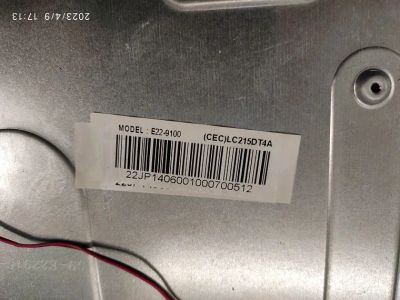 2023/4/9 17:13
MODEL : E22-9100 (CEC)LC215DT4A
22JP1406001000700512